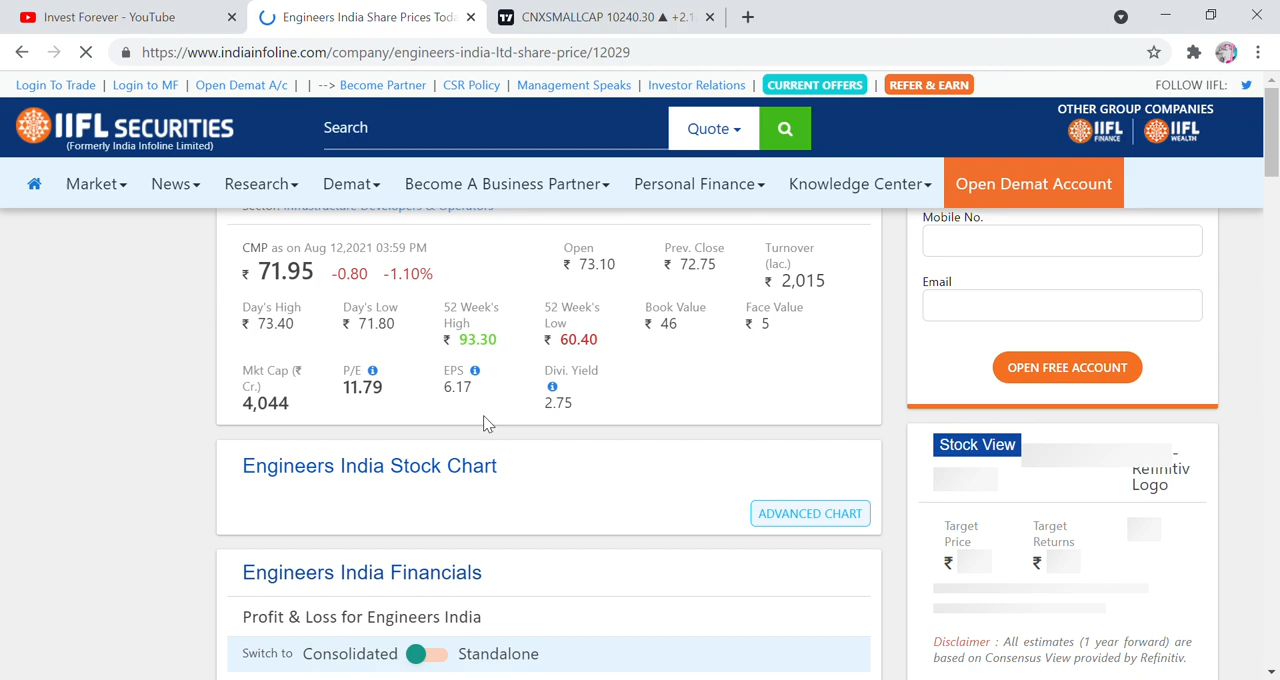 Invest Forever - YouTube
Engineers India Share Prices Toda
CNXSMALLCAP 10240.30 ▲ +2.1
https://www.indiainfoline.com/company/engineers-india-ltd-share-price/12029
Login To Trade | Login to MF | Open Demat A/c | | --> Become Partner | CSR Policy | Management Speaks | Investor Relations | CURRENT OFFERS | REFER & EARN FOLLOW IIFL:
IIFL SECURITIES
(Formerly India Infoline Limited)
Search Quote
OTHER GROUP COMPANIES
IIFL FINANCE IIFL WEALTH
Market News Research Demat Become A Business Partner Personal Finance Knowledge Center Open Demat Account
Sector: Infrastructure Developers & Operators
CMP as on Aug 12,2021 03:59 PM
₹ 71.95 -0.80 -1.10%
Open
₹ 73.10
Prev. Close
₹ 72.75
Turnover
(lac.)
₹ 2,015
Day's High
₹ 73.40
Day's Low
₹ 71.80
52 Week's
High
₹ 93.30
52 Week's
Low
₹ 60.40
Book Value
₹ 46
Face Value
₹ 5
Mkt Cap (₹
Cr.)
4,044
P/E
11.79
EPS
6.17
Divi. Yield
2.75
Engineers India Stock Chart
ADVANCED CHART
Engineers India Financials
Profit & Loss for Engineers India
Switch to Consolidated Standalone
Mobile No.
Email
OPEN FREE ACCOUNT
Stock View
-
Refinitiv
Logo
Target
Price
₹
Target
Returns
₹
Disclaimer : All estimates (1 year forward) are
based on Consensus View provided by Refinitiv.